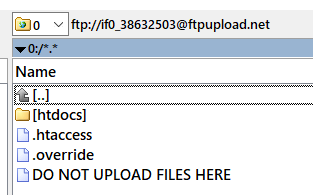 0 ftp://if0_38632503@ftpupload.net
0:/*.*
Name
[..]
[htdocs]
.htaccess
.override
DO NOT UPLOAD FILES HERE